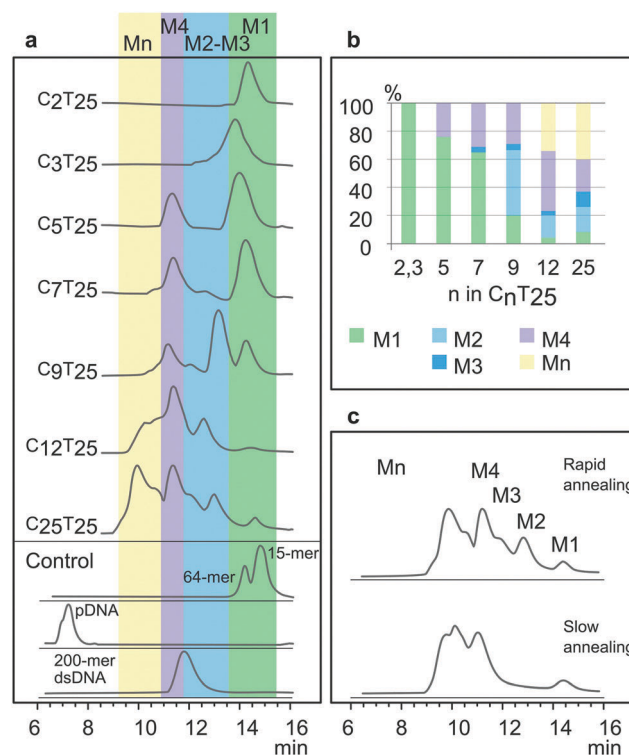 a
Mn
M4
M2-M3
M1
C2T25
C3T25
C5T25
C7T25
C9T25
C12T25
C25T25
Control
64-mer
15-mer
pDNA
200-mer
dsDNA
6 8 10 12 14 16
min
b
%
100
80
60
40
20
0
2,3 5 7 9 12 25
n in CnT25
M1 M2 M4
M3 Mn
c
Mn
M4
M3
M2
M1
Rapid
annealing
Slow
annealing
6 8 10 12 14 16
min